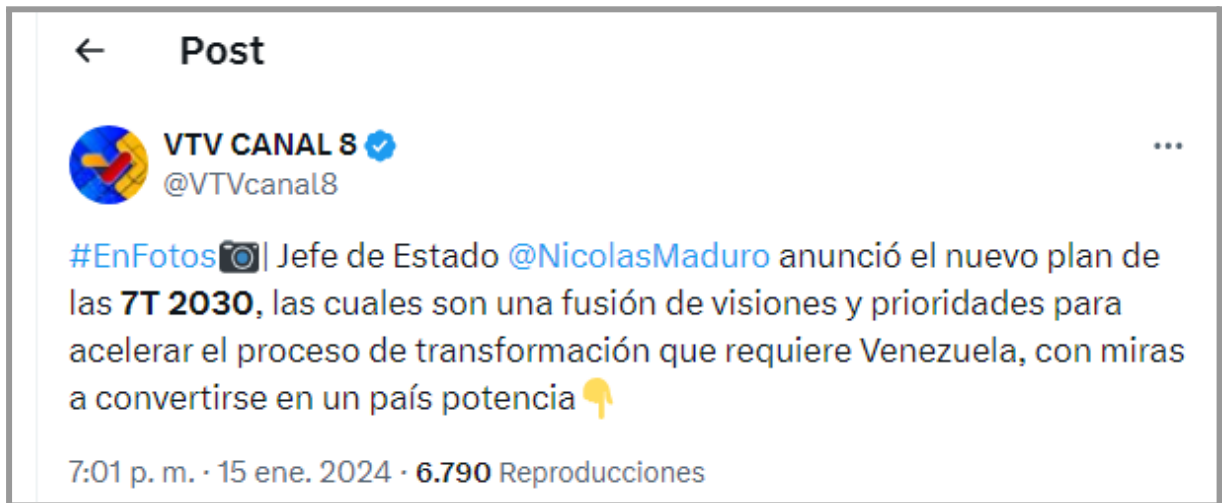 ← Post
VTV CANAL 8
@VTVcanal8
#EnFotos📷| Jefe de Estado @NicolasMaduro anunció el nuevo plan de
las 7T 2030, las cuales son una fusión de visiones y prioridades para
acelerar el proceso de transformación que requiere Venezuela, con miras
a convertirse en un país potencia👇
7:01 p. m. · 15 ene. 2024 · 6.790 Reproducciones